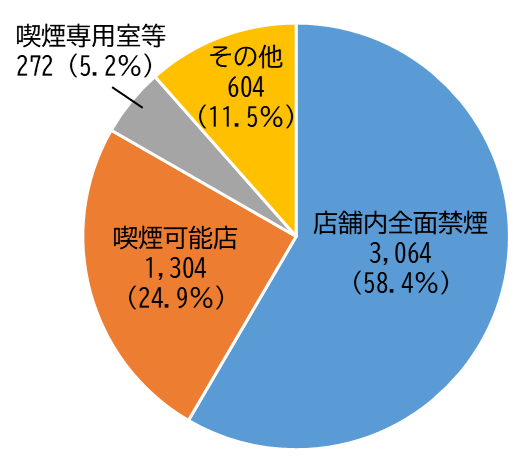 喫煙専用室等
272（5.2%）
その他
604
（11.5%）
店舗内全面禁煙
3,064
（58.4%）
喫煙可能店
1,304
（24.9%）